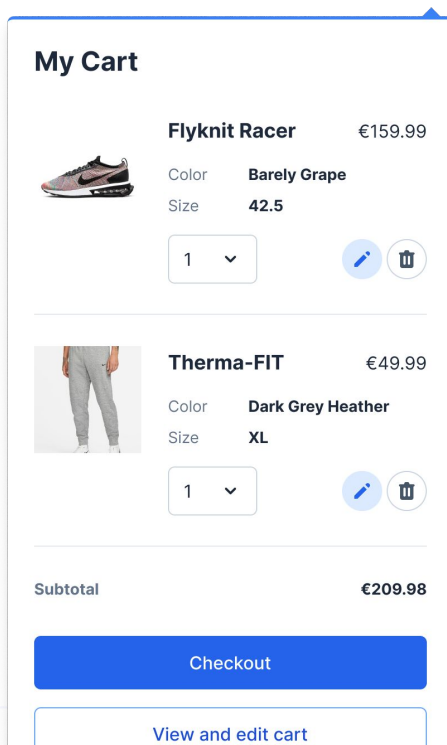 My Cart
Flyknit Racer €159.99
Color Barely Grape
Size 42.5
1
Therma-FIT €49.99
Color Dark Grey Heather
Size XL
1
Subtotal €209.98
Checkout
View and edit cart